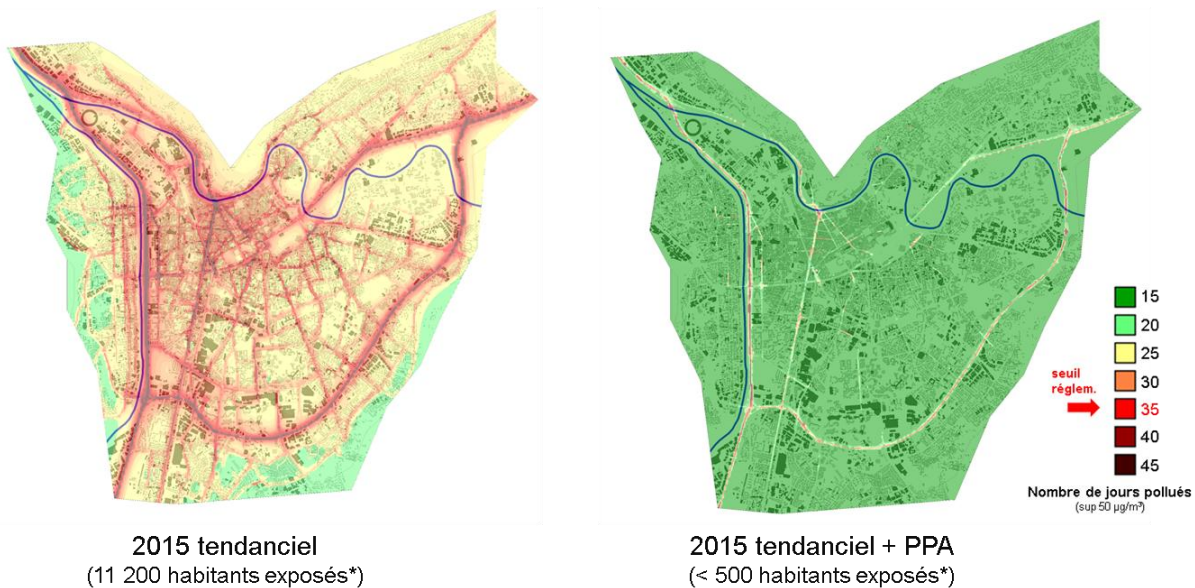 15
20
25
30
seuil
réglem.
35
40
45
Nombre de jours pollués
(sup 50 µg/m³)
2015 tendanciel
(11 200 habitants exposés*)
2015 tendanciel + PPA
(< 500 habitants exposés*)